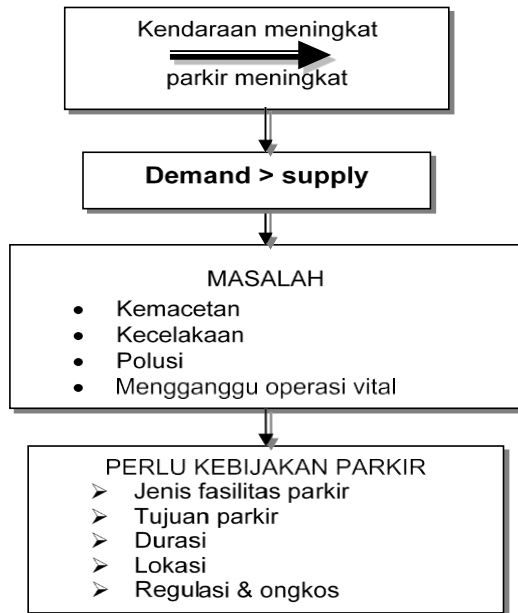 Kendaraan meningkat
parkir meningkat
Demand > supply
MASALAH
• Kemacetan
• Kecelakaan
• Polusi
• Mengganggu operasi vital
PERLU KEBIJAKAN PARKIR
➢ Jenis fasilitas parkir
➢ Tujuan parkir
➢ Durasi
➢ Lokasi
➢ Regulasi & ongkos